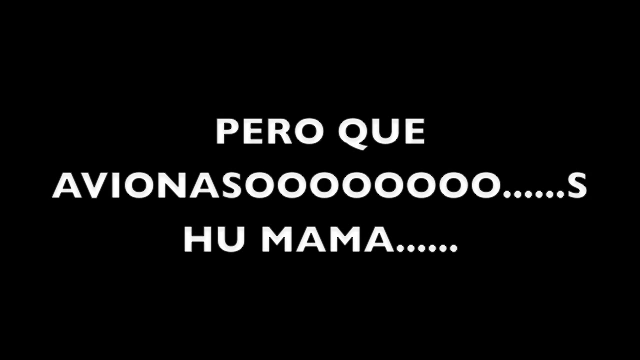 PERO QUE
AVIONASOOOOOOOO......S
HU MAMA......